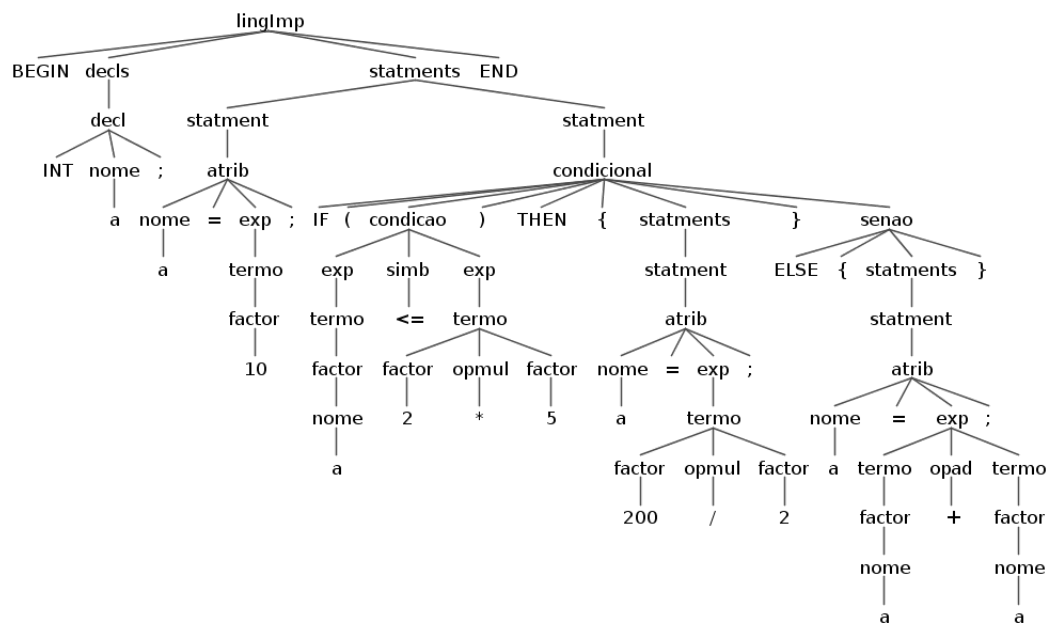 lingImp
BEGIN decls statments END
decl statment statment
INT nome ; atrib condicional
a nome = exp ; IF ( condicao ) THEN { statments } senao
a termo exp simb exp statment ELSE { statments }
factor termo <= termo atrib statment
10 factor factor opmul factor nome = exp ; atrib
nome 2 * 5 a termo nome = exp ;
a factor opmul factor a termo opad termo
200 / 2 factor + factor
nome nome
a a